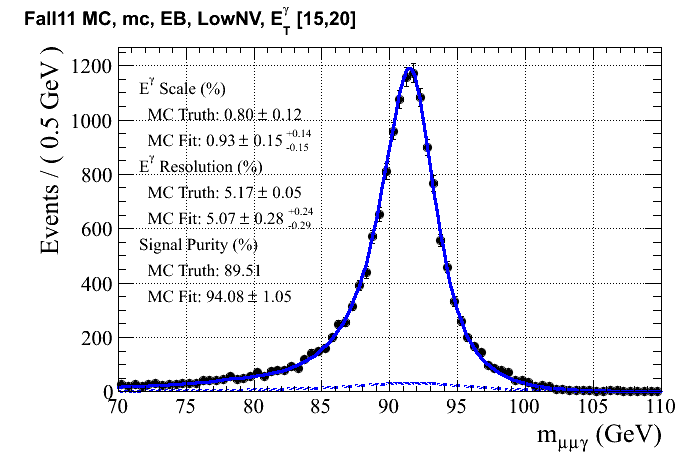 Fall11 MC, mc, EB, LowNV, E_T^γ [15,20]
Events / ( 0.5 GeV )
1200
1000
800
600
400
200
0
E^γ Scale (%)
MC Truth: 0.80 ± 0.12
MC Fit: 0.93 ± 0.15 +0.14 -0.15
E^γ Resolution (%)
MC Truth: 5.17 ± 0.05
MC Fit: 5.07 ± 0.28 +0.24 -0.29
Signal Purity (%)
MC Truth: 89.51
MC Fit: 94.08 ± 1.05
70 75 80 85 90 95 100 105 110
m_μμγ (GeV)